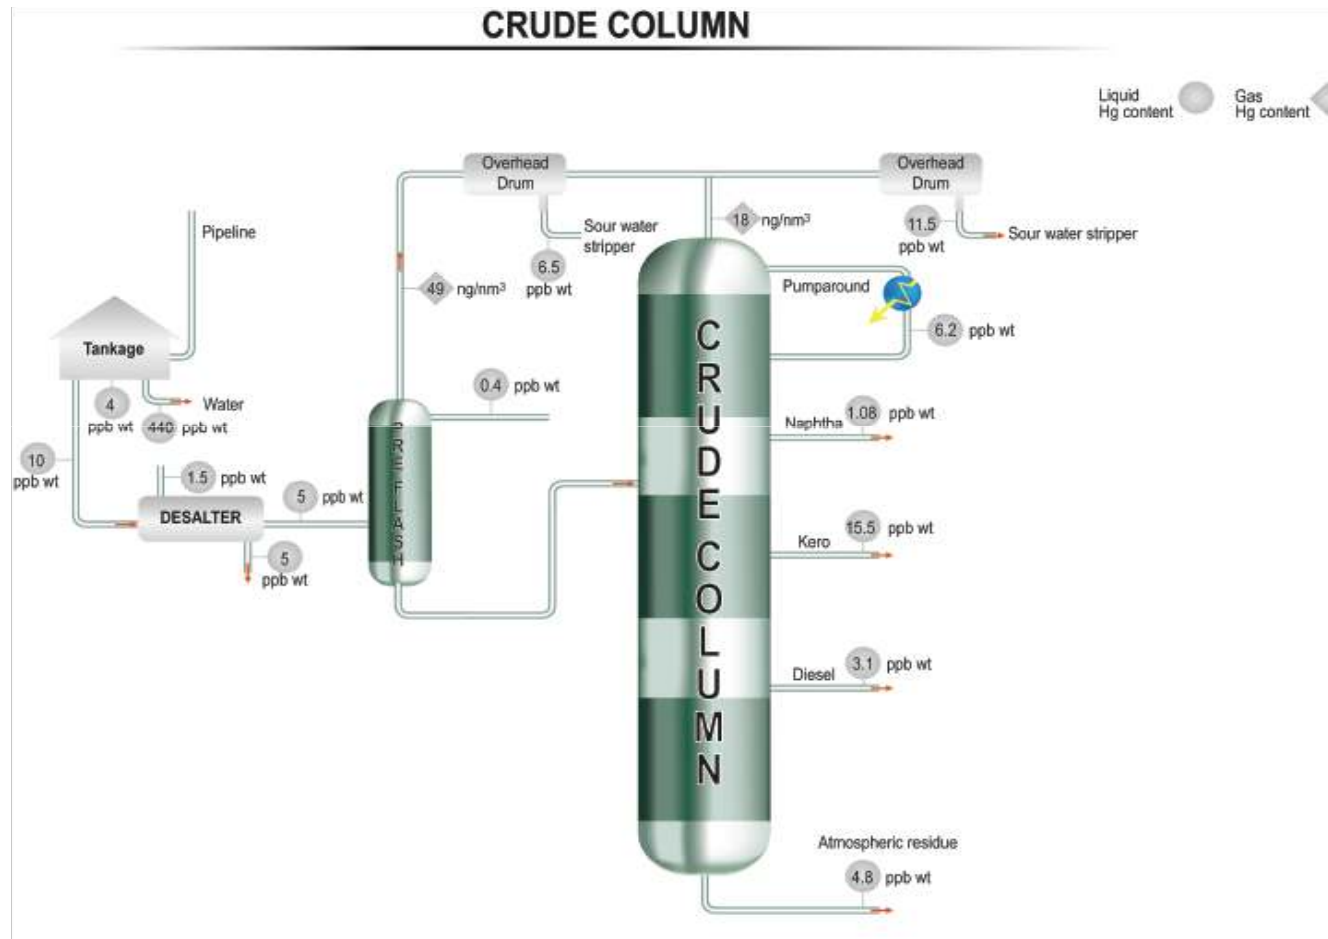 CRUDE COLUMN
Liquid
Hg content
Gas
Hg content
Overhead
Drum
Overhead
Drum
18 ng/nm³
11.5
ppb wt
Sour water stripper
Sour water
stripper
6.5
ppb wt
Pipeline
49 ng/nm³
Pumparound
6.2 ppb wt
Tankage
4
ppb wt
Water
440 ppb wt
0.4 ppb wt
10
ppb wt
1.5 ppb wt
DESALTER
5 ppb wt
5
ppb wt
PREFLASH
CRUDE COLUMN
Naphtha 1.08 ppb wt
Kero 15.5 ppb wt
Diesel 3.1 ppb wt
Atmospheric residue
4.8 ppb wt